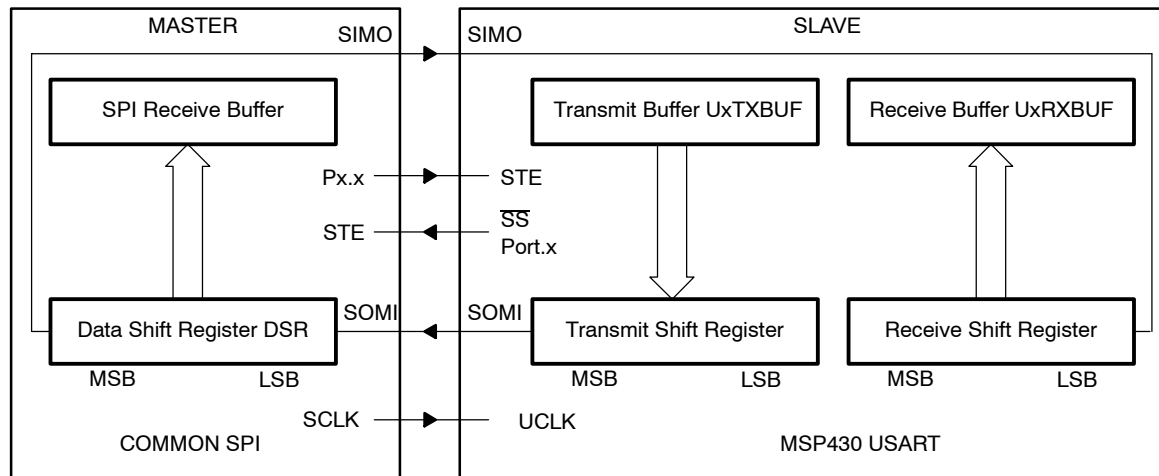 MASTER
SLAVE
SIMO
SIMO
SPI Receive Buffer
Transmit Buffer UxTXBUF
Receive Buffer UxRXBUF
Px.x
STE
STE
SS
Port.x
SOMI
SOMI
Data Shift Register DSR
Transmit Shift Register
Receive Shift Register
MSB
LSB
MSB
LSB
MSB
LSB
SCLK
UCLK
COMMON SPI
MSP430 USART